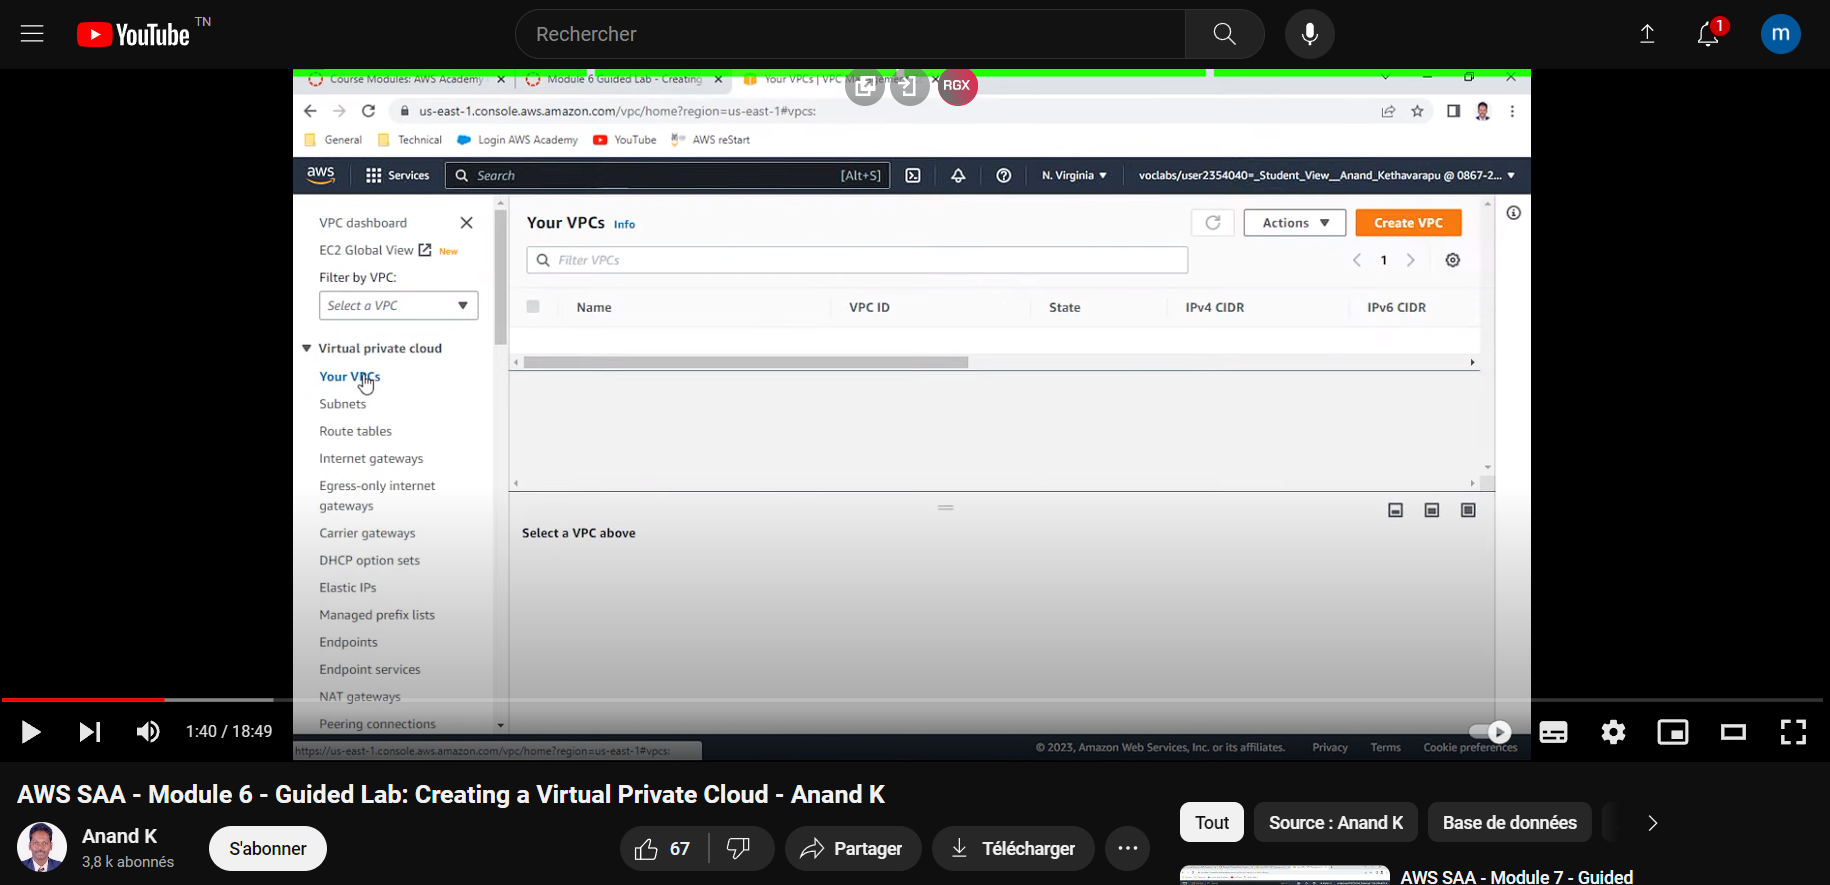 YouTube TN
Rechercher
1
m
Course Modules: AWS Academy
Module 6 Guided Lab - Creating
Your VPCs | VPC
RGX
us-east-1.console.aws.amazon.com/vpc/home?region=us-east-1#vpcs:
General Technical Login AWS Academy YouTube AWS reStart
aws Services Search [Alt+S] N. Virginia voclabs/user2354040=_Student_View__Anand_Kethavarapu @ 0867-2...
VPC dashboard
EC2 Global View New
Filter by VPC:
Select a VPC
Virtual private cloud
Your VPCs
Subnets
Route tables
Internet gateways
Egress-only internet
gateways
Carrier gateways
DHCP option sets
Elastic IPs
Managed prefix lists
Endpoints
Endpoint services
NAT gateways
Peering connections
Your VPCs Info
Actions
Create VPC
Filter VPCs
1
Name VPC ID State IPv4 CIDR IPv6 CIDR
Select a VPC above
1:40 / 18:49
https://us-east-1.console.aws.amazon.com/vpc/home?region=us-east-1#vpcs:
© 2023, Amazon Web Services, Inc. or its affiliates. Privacy Terms Cookie preferences
AWS SAA - Module 6 - Guided Lab: Creating a Virtual Private Cloud - Anand K
Anand K
3,8 k abonnés
S'abonner
67
Partager
Télécharger
Tout
Source : Anand K
Base de données
AWS SAA - Module 7 - Guided